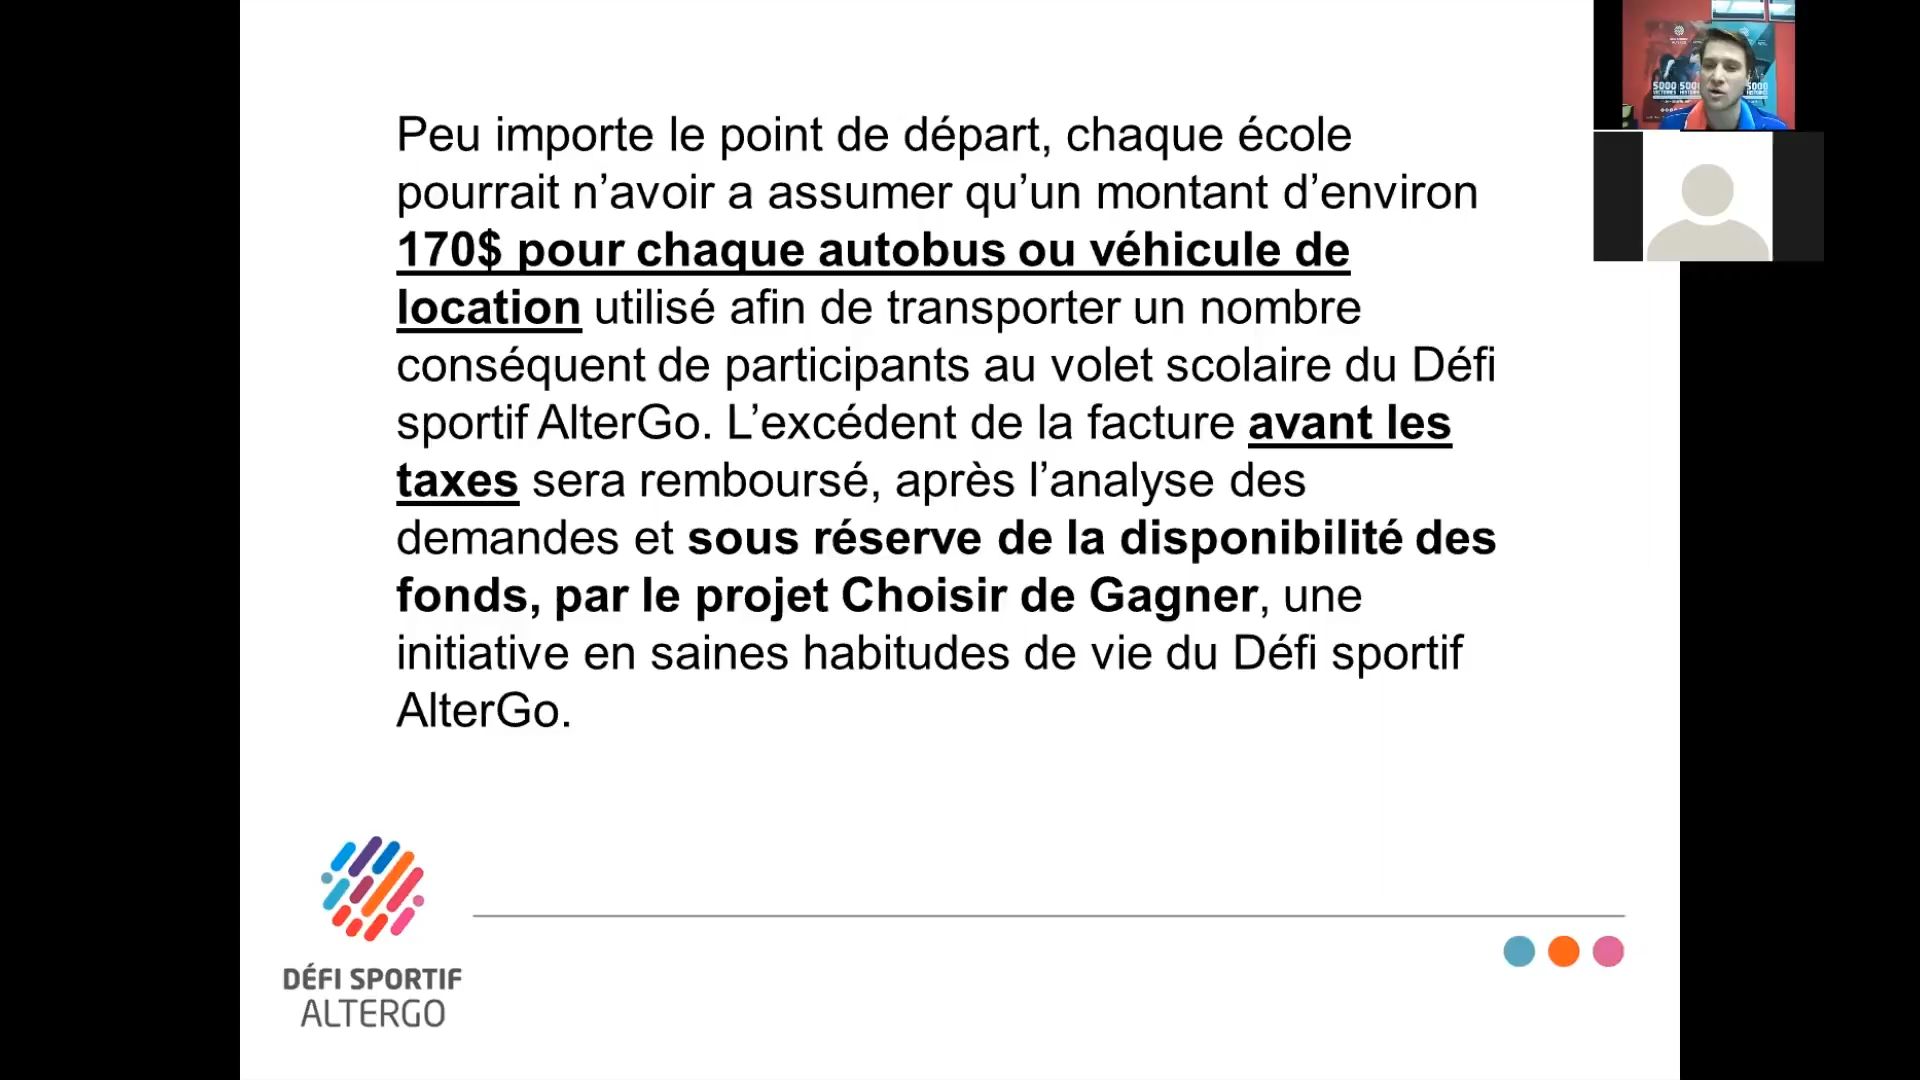 Peu importe le point de départ, chaque école
pourrait n’avoir a assumer qu’un montant d’environ
170$ pour chaque autobus ou véhicule de
location utilisé afin de transporter un nombre
conséquent de participants au volet scolaire du Défi
sportif AlterGo. L’excédent de la facture avant les
taxes sera remboursé, après l’analyse des
demandes et sous réserve de la disponibilité des
fonds, par le projet Choisir de Gagner, une
initiative en saines habitudes de vie du Défi sportif
AlterGo.
DÉFI SPORTIF
ALTERGO
5000
5000